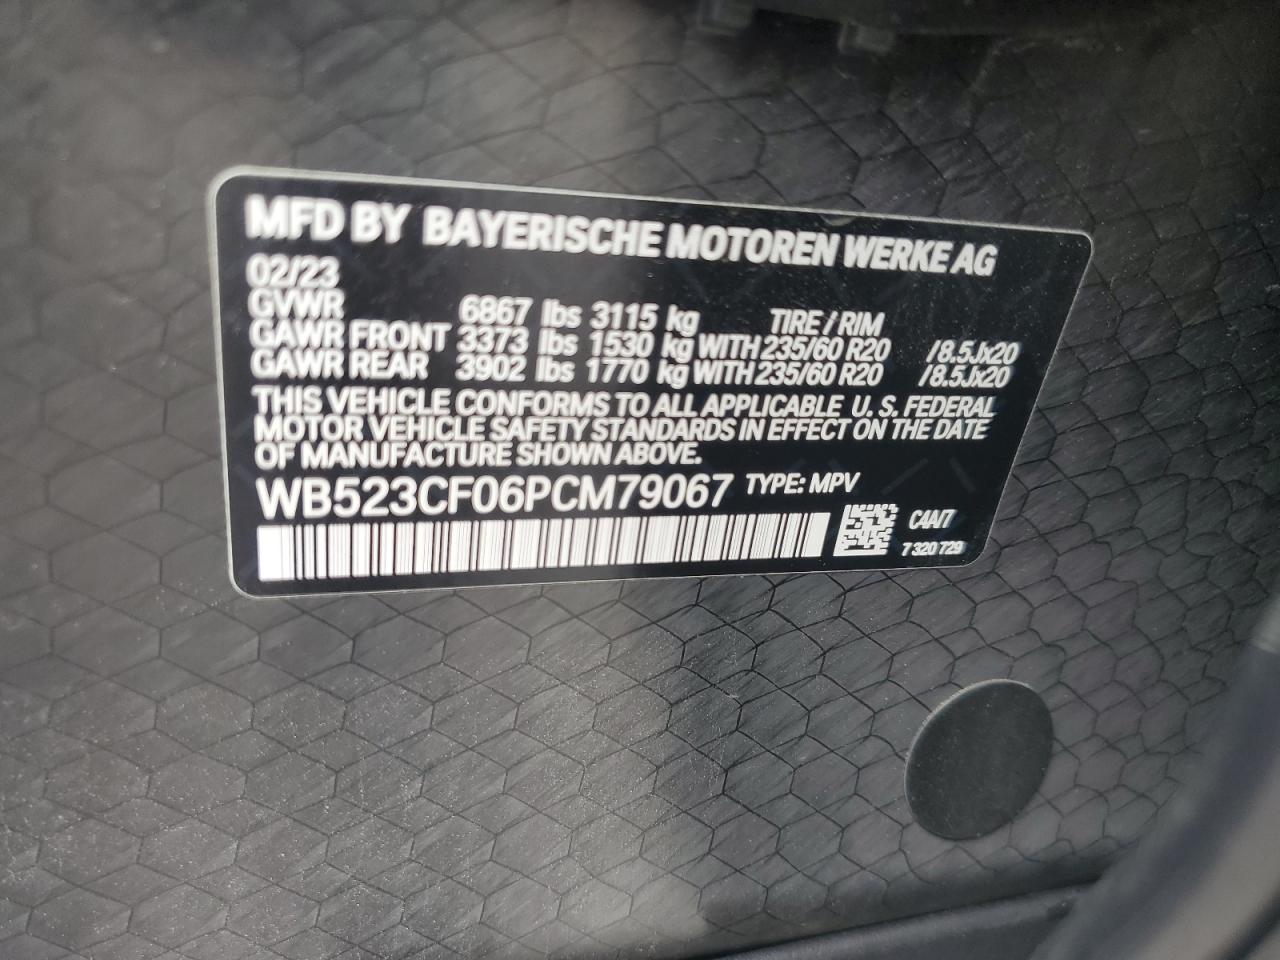 MFD BY BAYERISCHE MOTOREN WERKE AG
02/23
GVWR 6867 lbs 3115 kg TIRE / RIM
GAWR FRONT 3373 lbs 1530 kg WITH 235/60 R20 /8.5Jx20
GAWR REAR 3902 lbs 1770 kg WITH 235/60 R20 /8.5Jx20
THIS VEHICLE CONFORMS TO ALL APPLICABLE U. S. FEDERAL
MOTOR VEHICLE SAFETY STANDARDS IN EFFECT ON THE DATE
OF MANUFACTURE SHOWN ABOVE.
WB523CF06PCM79067 TYPE: MPV
C4A/7
7 320 729